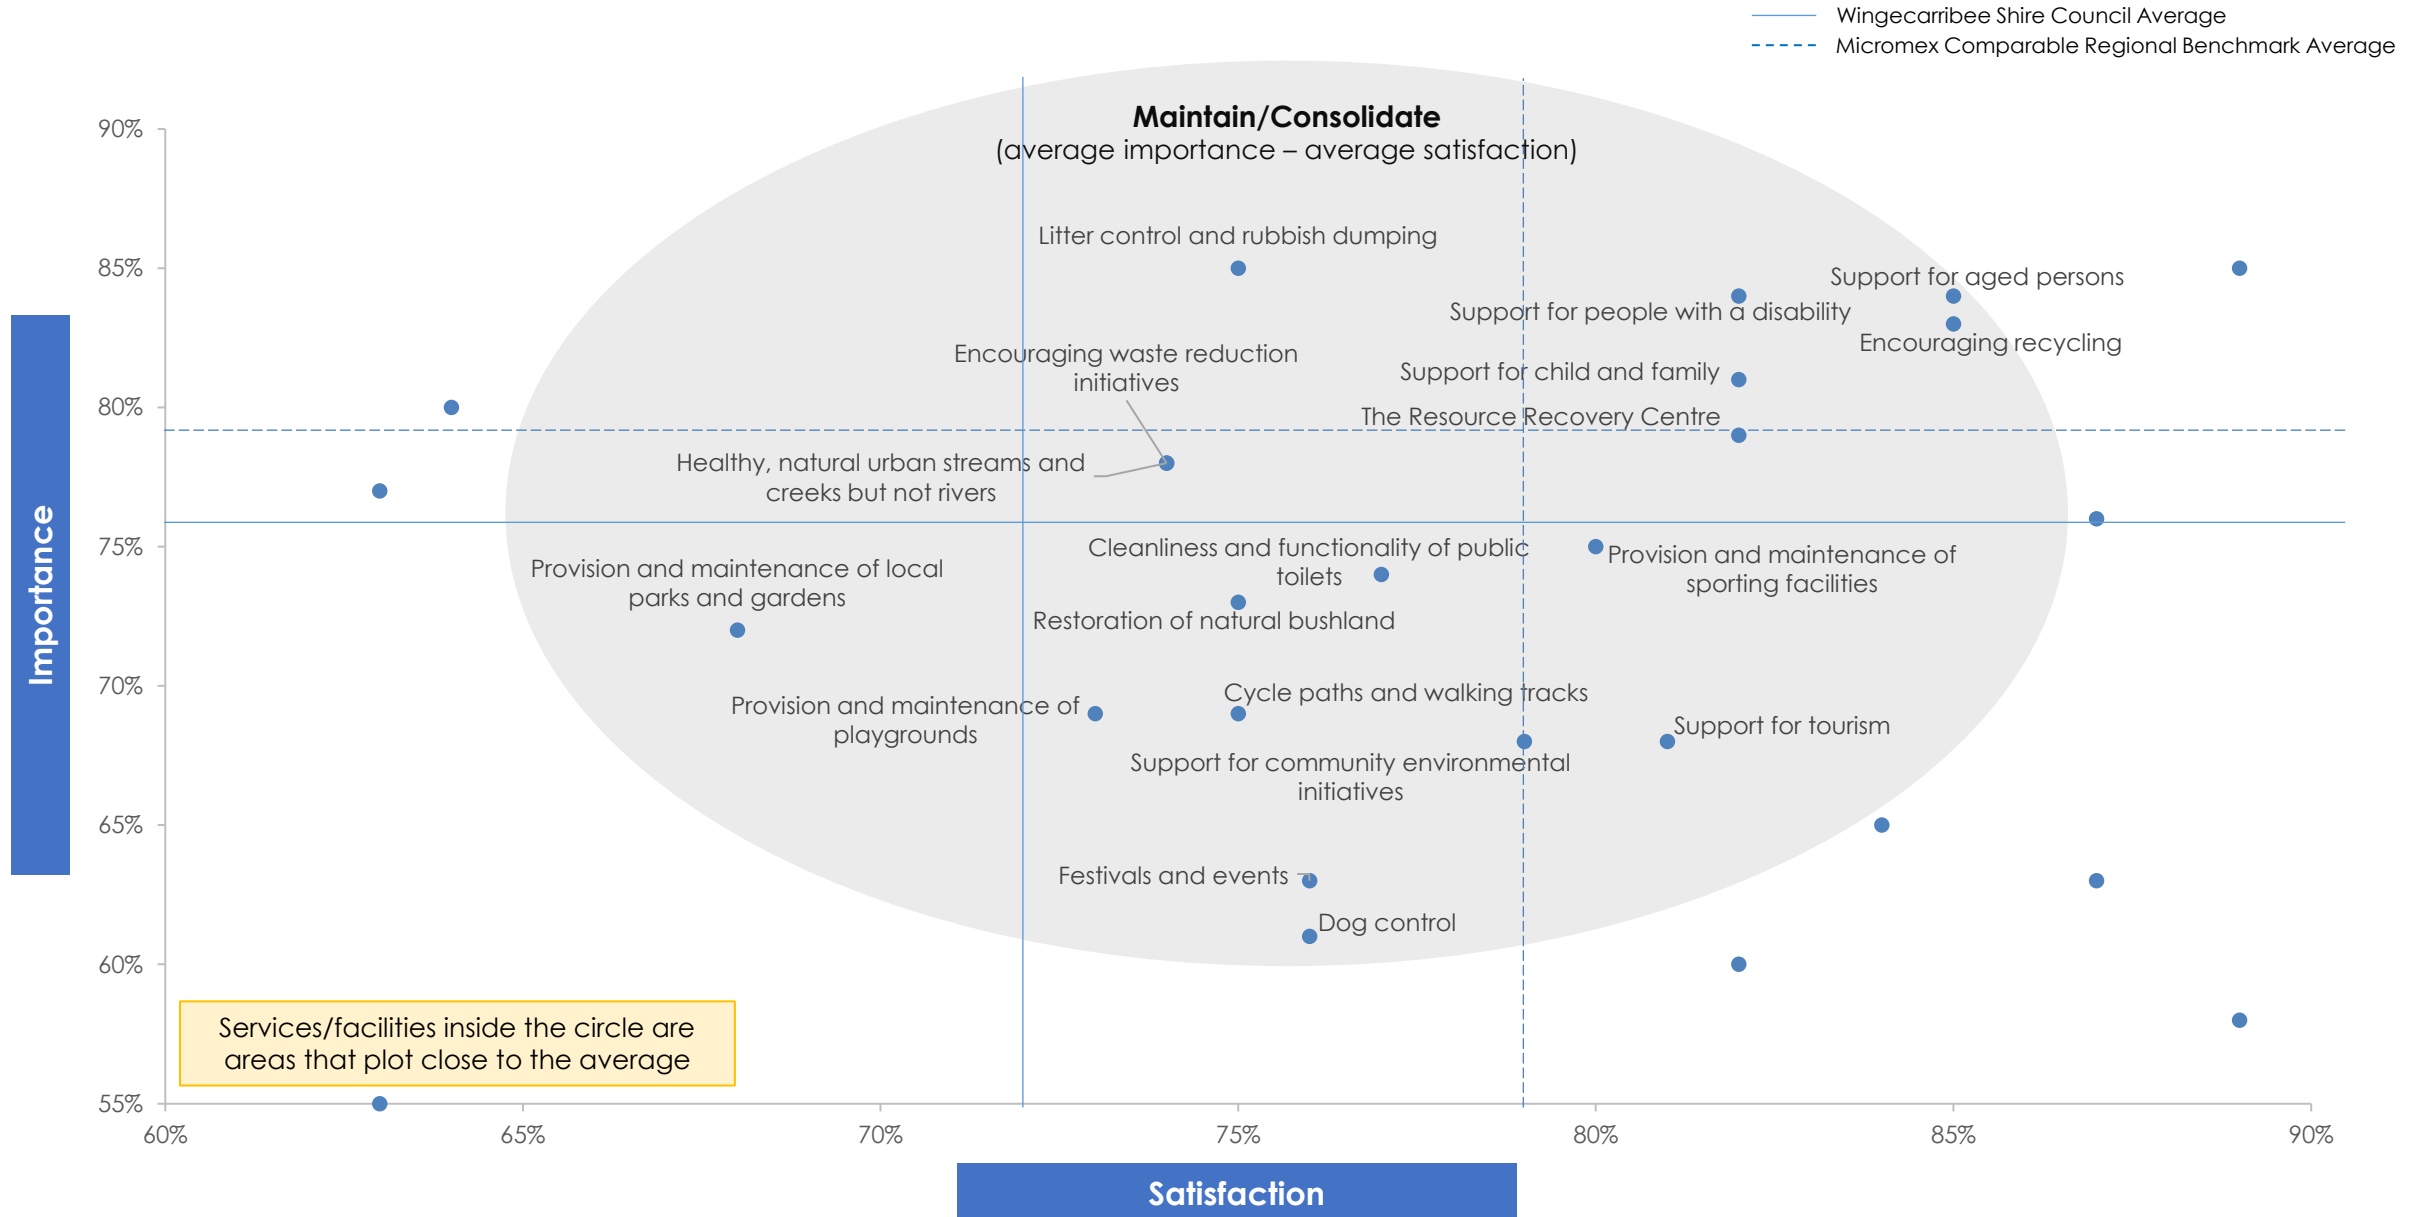 Wingecarribee Shire Council Average
Micromex Comparable Regional Benchmark Average
Maintain/Consolidate
(average importance – average satisfaction)
90%
Litter control and rubbish dumping
85%
Support for aged persons
Support for people with a disability
Encouraging recycling
Encouraging waste reduction
initiatives
Support for child and family
80%
The Resource Recovery Centre
Healthy, natural urban streams and
creeks but not rivers
Importance
75%
Cleanliness and functionality of public
toilets
Provision and maintenance of
sporting facilities
Provision and maintenance of local
parks and gardens
Restoration of natural bushland
70%
Cycle paths and walking tracks
Provision and maintenance of
playgrounds
Support for tourism
Support for community environmental
initiatives
65%
Festivals and events
Dog control
60%
Services/facilities inside the circle are
areas that plot close to the average
55%
60%
65%
70%
75%
80%
85%
90%
Satisfaction